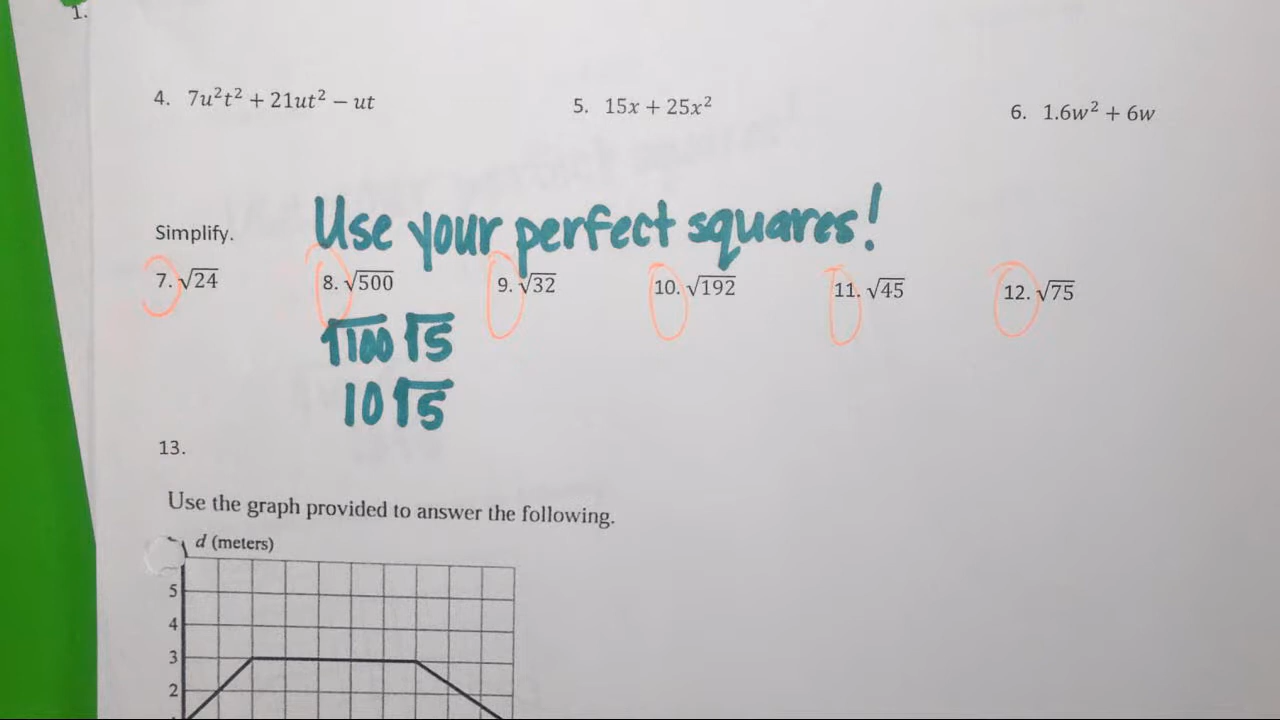 1.
4. 7u²t² + 21ut² − ut
5. 15x + 25x²
6. 1.6w² + 6w
Use your perfect squares!
Simplify.
7. √24
8. √500
9. √32
10. √192
11. √45
12. √75
√100 √5
10√5
13.
Use the graph provided to answer the following.
d (meters)
5
4
3
2